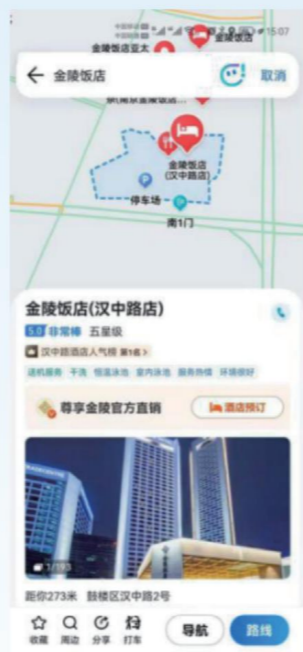 15:07
金陵饭店亚太
金陵饭店
取消
金陵饭店
(汉中路店)
停车场
南1门
金陵饭店(汉中路店)
5.0 非常棒 五星级
汉中路酒店人气榜 第1名>
送机服务 干洗 恒温泳池 室内泳池 服务热情 环境很好
尊享金陵官方直销
酒店预订
1/193
距你273米 鼓楼区汉中路2号
收藏 周边 分享 打车
导航
路线